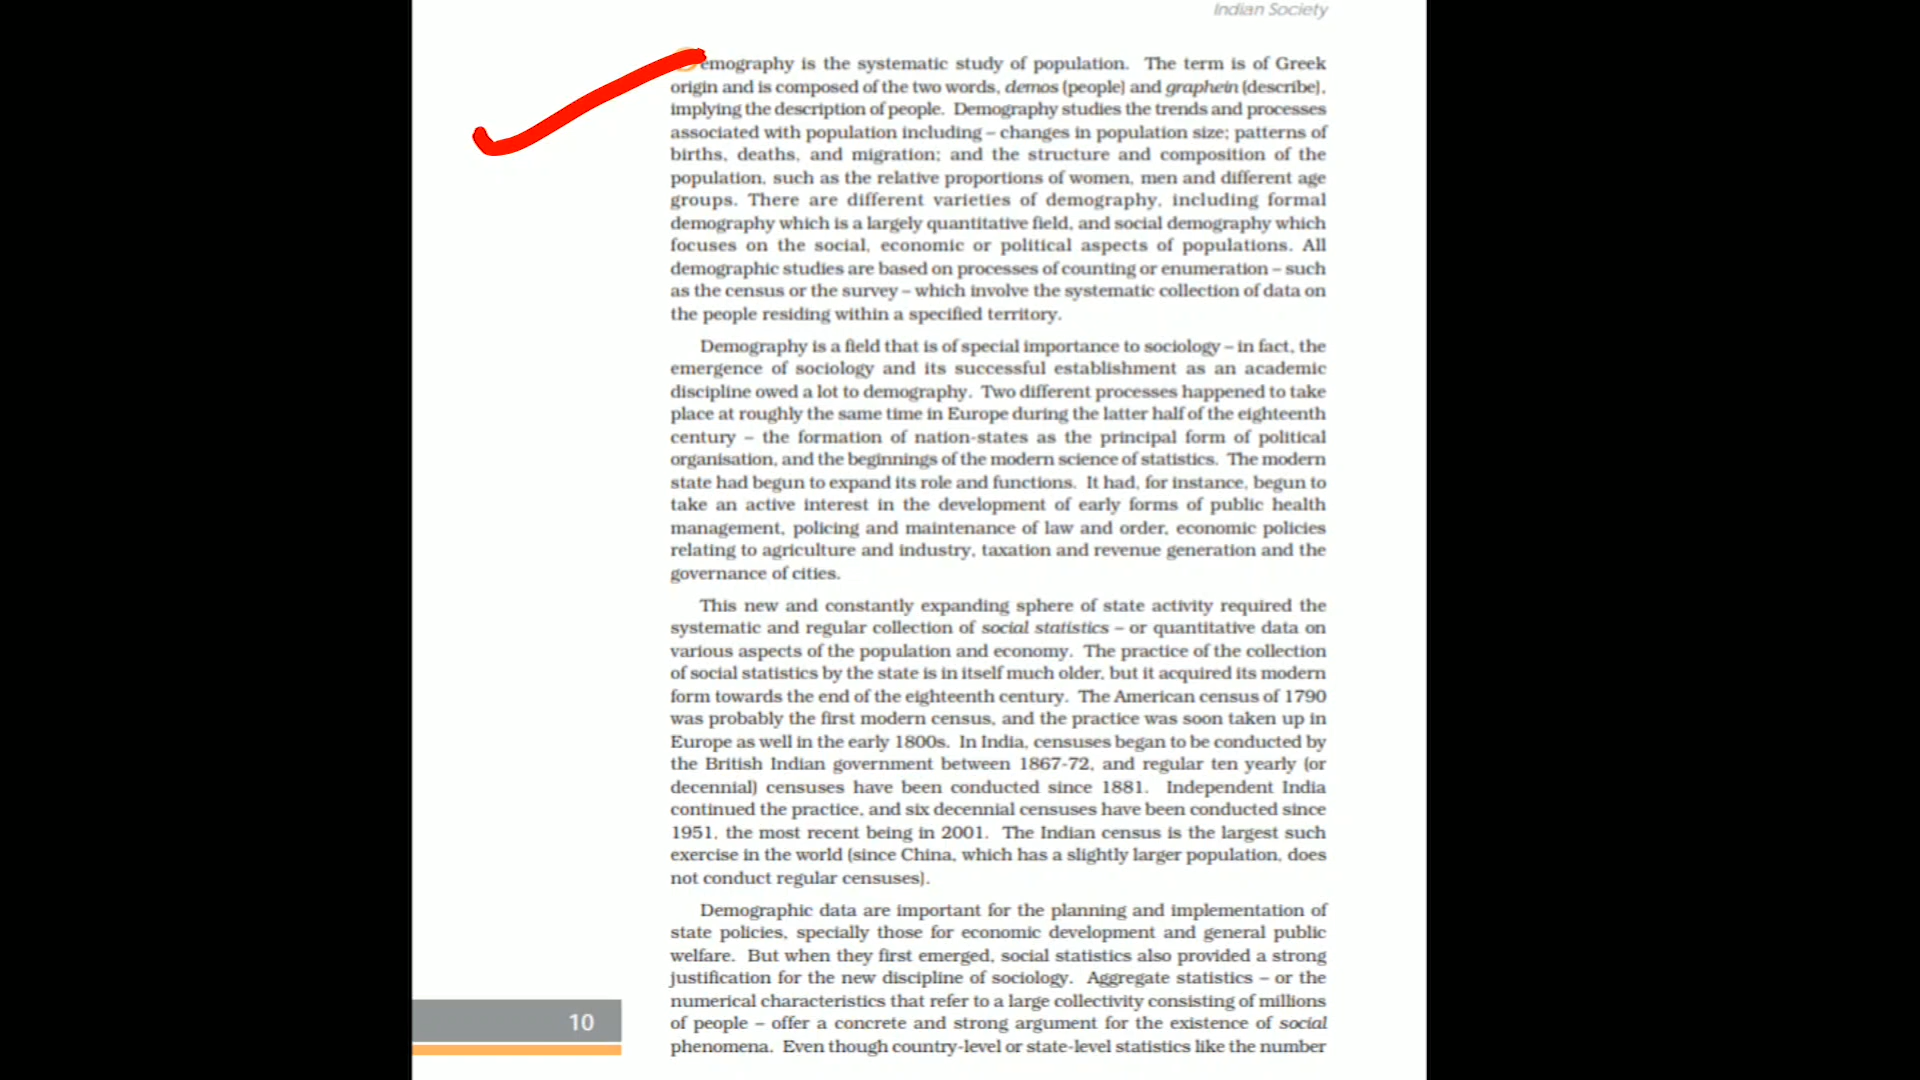 Indian Society
emography is the systematic study of population. The term is of Greek
origin and is composed of the two words, demos (people) and graphein (describe),
implying the description of people. Demography studies the trends and processes
associated with population including – changes in population size; patterns of
births, deaths, and migration; and the structure and composition of the
population, such as the relative proportions of women, men and different age
groups. There are different varieties of demography, including formal
demography which is a largely quantitative field, and social demography which
focuses on the social, economic or political aspects of populations. All
demographic studies are based on processes of counting or enumeration – such
as the census or the survey – which involve the systematic collection of data on
the people residing within a specified territory.
Demography is a field that is of special importance to sociology – in fact, the
emergence of sociology and its successful establishment as an academic
discipline owed a lot to demography. Two different processes happened to take
place at roughly the same time in Europe during the latter half of the eighteenth
century – the formation of nation-states as the principal form of political
organisation, and the beginnings of the modern science of statistics. The modern
state had begun to expand its role and functions. It had, for instance, begun to
take an active interest in the development of early forms of public health
management, policing and maintenance of law and order, economic policies
relating to agriculture and industry, taxation and revenue generation and the
governance of cities.
This new and constantly expanding sphere of state activity required the
systematic and regular collection of social statistics – or quantitative data on
various aspects of the population and economy. The practice of the collection
of social statistics by the state is in itself much older, but it acquired its modern
form towards the end of the eighteenth century. The American census of 1790
was probably the first modern census, and the practice was soon taken up in
Europe as well in the early 1800s. In India, censuses began to be conducted by
the British Indian government between 1867-72, and regular ten yearly (or
decennial) censuses have been conducted since 1881. Independent India
continued the practice, and six decennial censuses have been conducted since
1951, the most recent being in 2001. The Indian census is the largest such
exercise in the world (since China, which has a slightly larger population, does
not conduct regular censuses).
Demographic data are important for the planning and implementation of
state policies, specially those for economic development and general public
welfare. But when they first emerged, social statistics also provided a strong
justification for the new discipline of sociology. Aggregate statistics – or the
numerical characteristics that refer to a large collectivity consisting of millions
of people – offer a concrete and strong argument for the existence of social
phenomena. Even though country-level or state-level statistics like the number
10